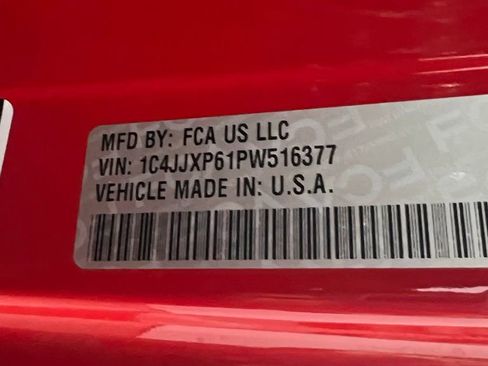 MFD BY: FCA US LLC
VIN: 1C4JJXP61PW516377
VEHICLE MADE IN: U.S.A.